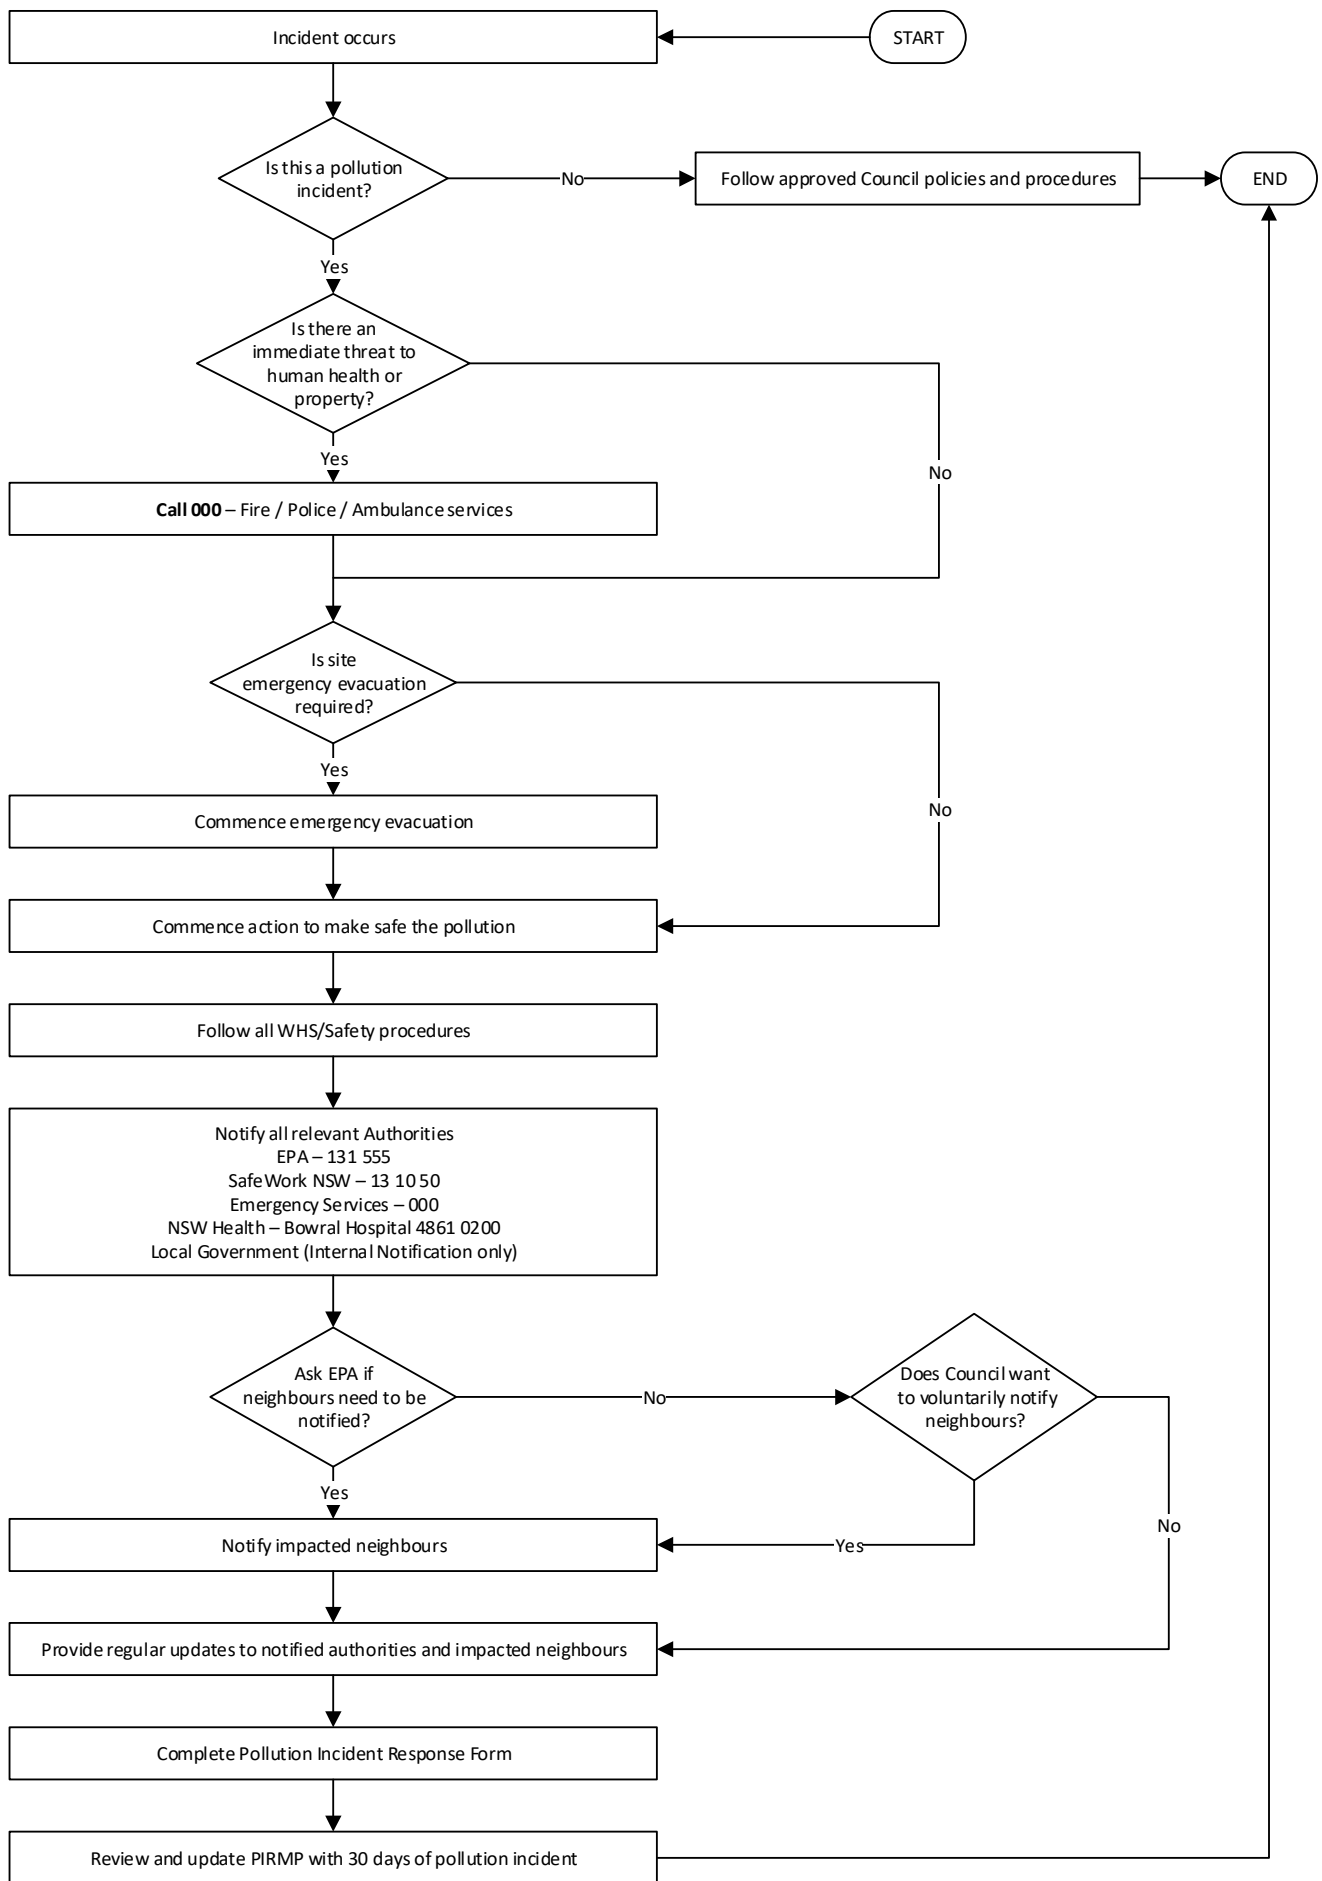 Incident occurs
START
Is this a pollution
incident?
No
Follow approved Council policies and procedures
END
Yes
Is there an
immediate threat to
human health or
property?
Yes
No
Call 000 – Fire / Police / Ambulance services
Is site
emergency evacuation
required?
Yes
No
Commence emergency evacuation
Commence action to make safe the pollution
Follow all WHS/Safety procedures
Notify all relevant Authorities
EPA – 131 555
SafeWork NSW – 13 10 50
Emergency Services – 000
NSW Health – Bowral Hospital 4861 0200
Local Government (Internal Notification only)
Ask EPA if
neighbours need to be
notified?
No
Does Council want
to voluntarily notify
neighbours?
Yes
No
Notify impacted neighbours
Yes
Provide regular updates to notified authorities and impacted neighbours
Complete Pollution Incident Response Form
Review and update PIRMP with 30 days of pollution incident